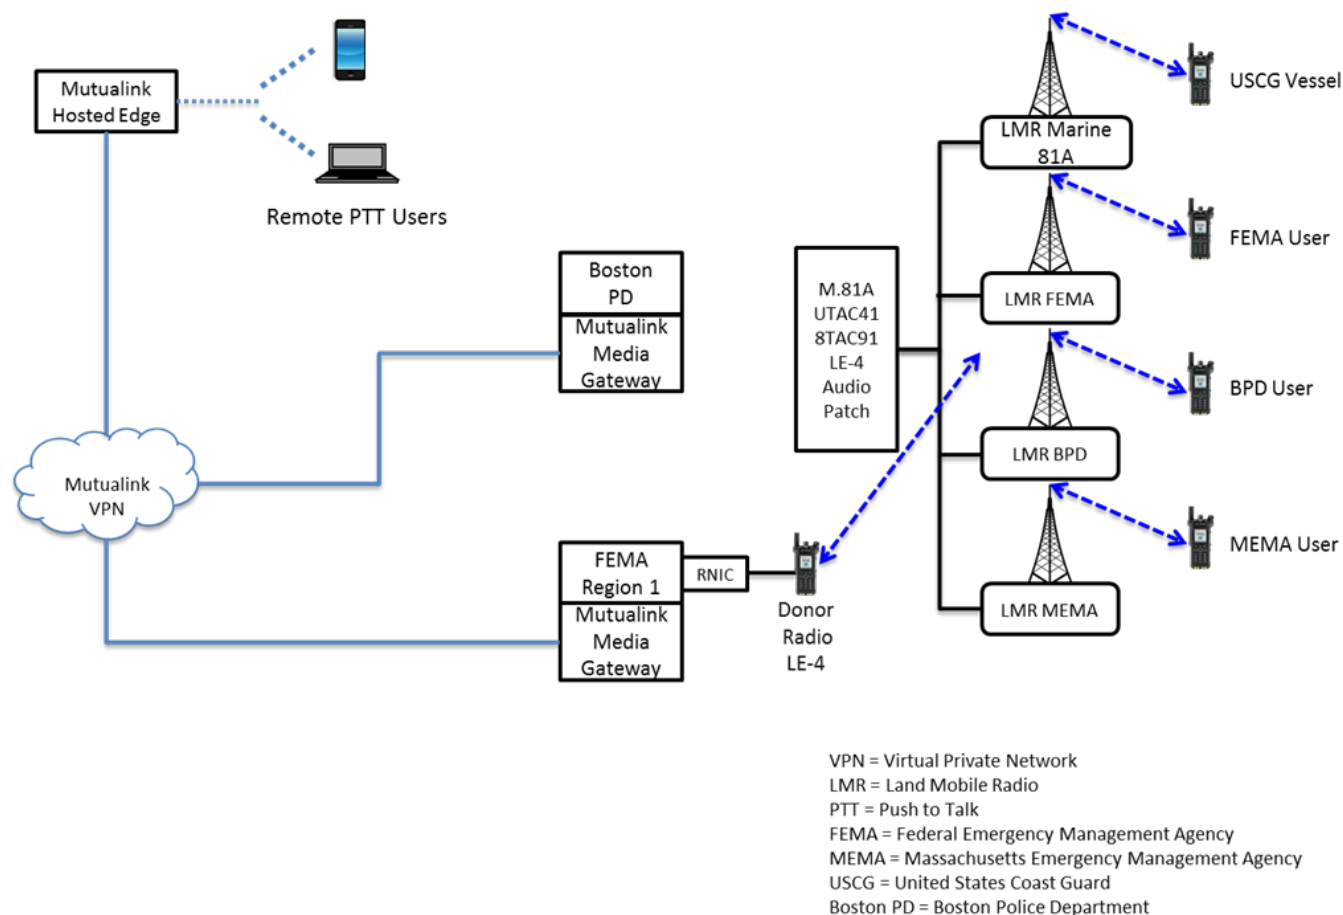 Mutualink
Hosted Edge
Remote PTT Users
Boston
PD
Mutualink
Media
Gateway
Mutualink
VPN
FEMA
Region 1
RNIC
Mutualink
Media
Gateway
Donor
Radio
LE-4
M.81A
UTAC41
8TAC91
LE-4
Audio
Patch
LMR Marine
81A
USCG Vessel
LMR FEMA
FEMA User
LMR BPD
BPD User
LMR MEMA
MEMA User
VPN = Virtual Private Network
LMR = Land Mobile Radio
PTT = Push to Talk
FEMA = Federal Emergency Management Agency
MEMA = Massachusetts Emergency Management Agency
USCG = United States Coast Guard
Boston PD = Boston Police Department